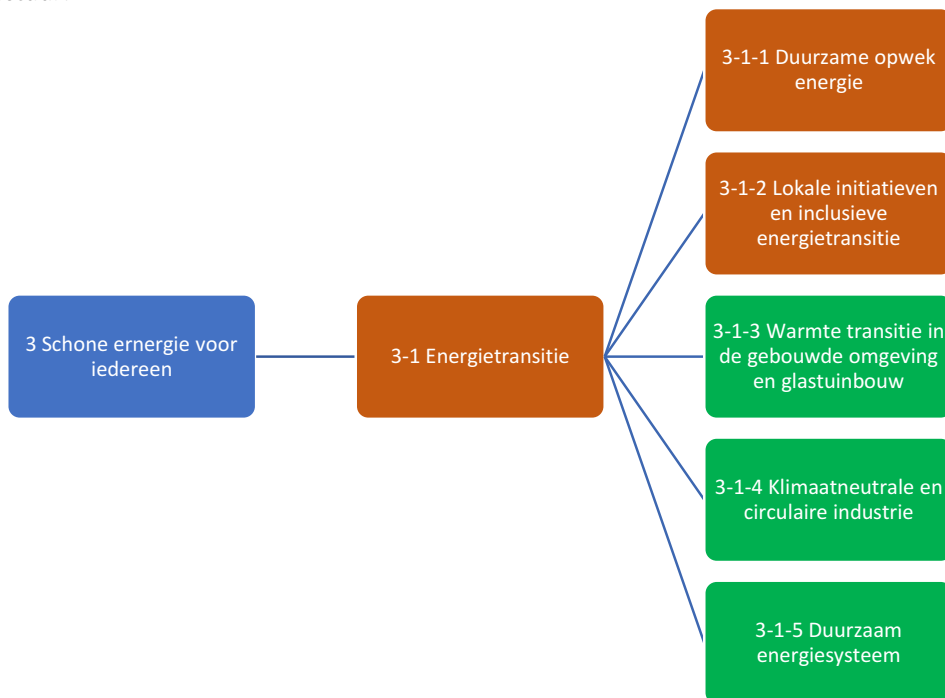 3 Schone ernergie voor
iedereen
3-1 Energietransitie
3-1-1 Duurzame opwek
energie
3-1-2 Lokale initiatieven
en inclusieve
energietransitie
3-1-3 Warmte transitie in
de gebouwde omgeving
en glastuinbouw
3-1-4 Klimaatneutrale en
circulaire industrie
3-1-5 Duurzaam
energiesysteem